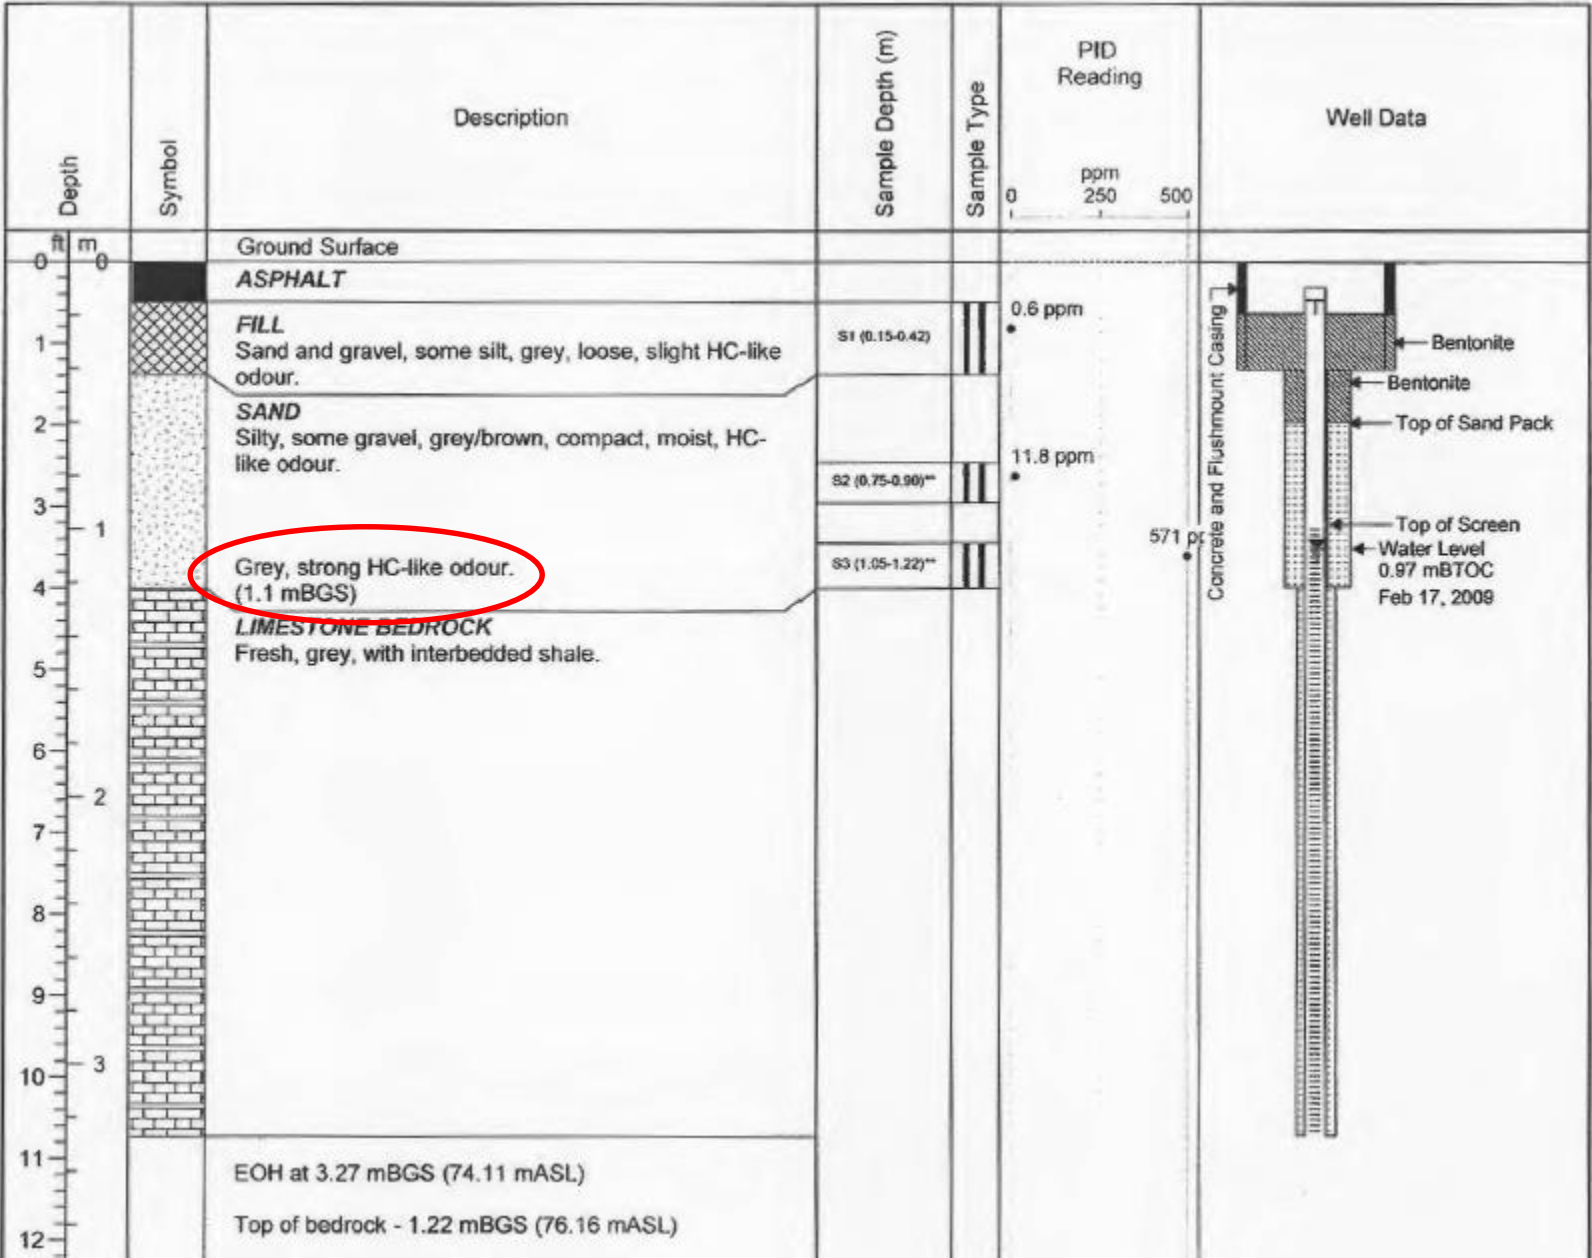 Depth
Symbol
Description
Sample Depth (m)
Sample Type
PID
Reading
ppm
0 250 500
Well Data
ft m
0 0
Ground Surface
ASPHALT
FILL
Sand and gravel, some silt, grey, loose, slight HC-like
odour.
S1 (0.15-0.42)
0.6 ppm
1
SAND
Silty, some gravel, grey/brown, compact, moist, HC-
like odour.
2
S2 (0.75-0.90)**
11.8 ppm
3
1
Grey, strong HC-like odour.
(1.1 mBGS)
S3 (1.05-1.22)**
571
4
LIMESTONE BEDROCK
Fresh, grey, with interbedded shale.
5
6
2
7
8
9
3
10
11
12
Concrete and Flushmount Casing
Bentonite
Bentonite
Top of Sand Pack
Top of Screen
Water Level
0.97 mBTOC
Feb 17, 2009
EOH at 3.27 mBGS (74.11 mASL)
Top of bedrock - 1.22 mBGS (76.16 mASL)